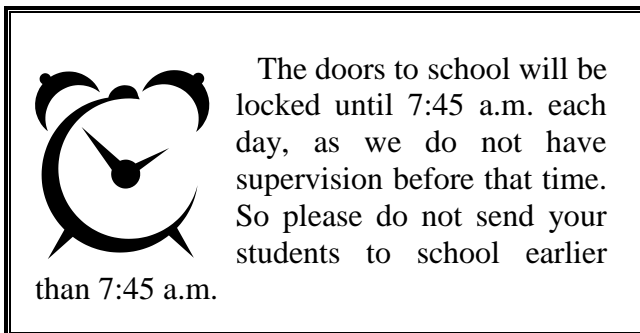 The doors to school will be
locked until 7:45 a.m. each
day, as we do not have
supervision before that time.
So please do not send your
students to school earlier
than 7:45 a.m.